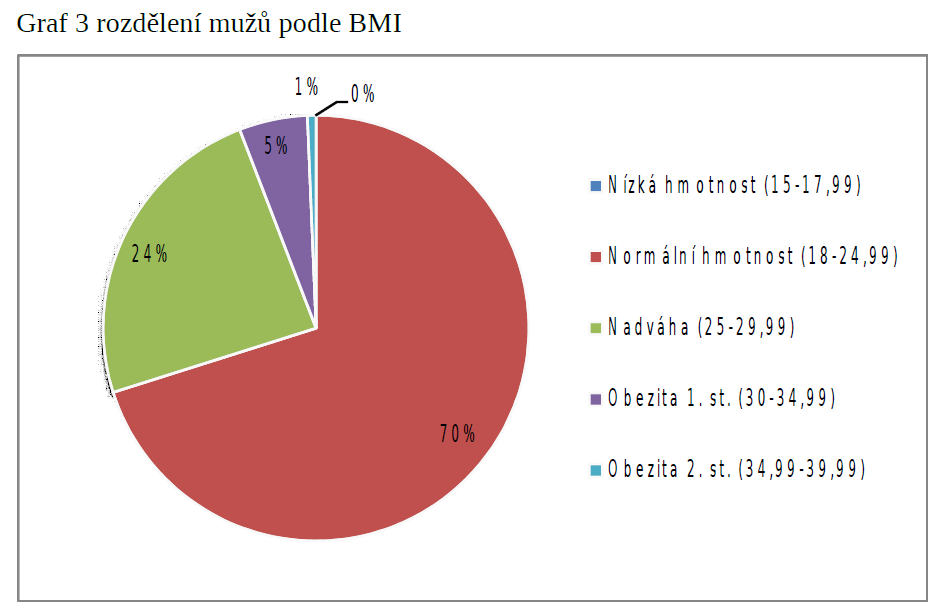 Graf 3 rozdělení mužů podle BMI
1%
0%
5%
24%
70%
Nízká hmotnost (15-17,99)
Normální hmotnost (18-24,99)
Nadváha (25-29,99)
Obezita 1. st. (30-34,99)
Obezita 2. st. (34,99-39,99)